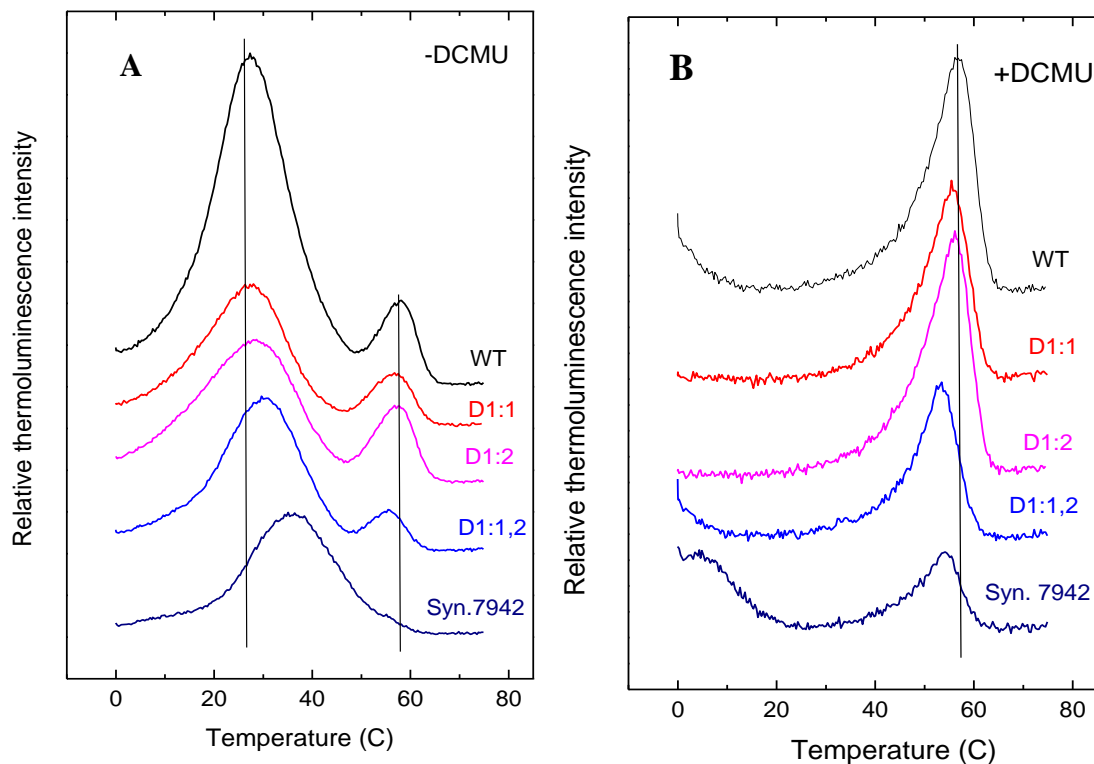 A
-DCMU
Relative thermoluminescence intensity
WT
D1:1
D1:2
D1:1,2
Syn.7942
0
20
40
60
80
Temperature (C)
B
+DCMU
Relative thermoluminescence intensity
WT
D1:1
D1:2
D1:1,2
Syn. 7942
0
20
40
60
80
Temperature (C)